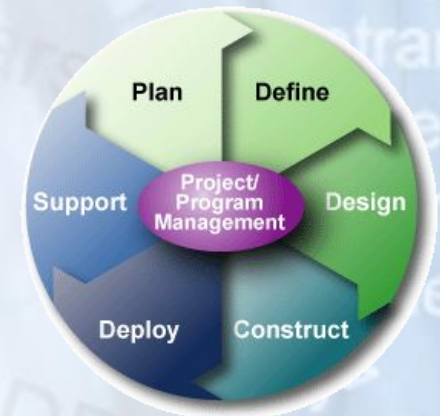 Plan
Define
Design
Construct
Deploy
Support
Project/
Program
Management